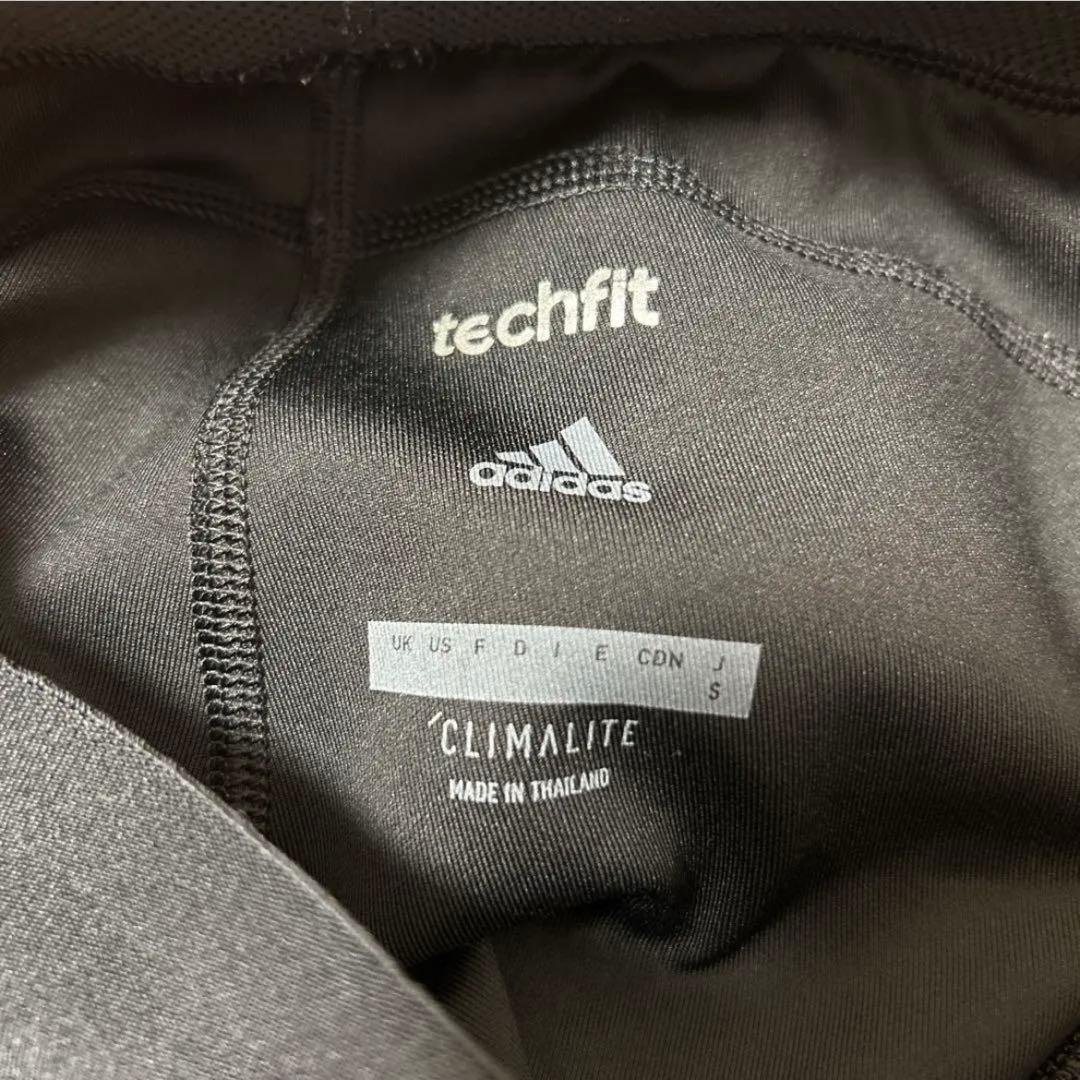 techfit
adidas
UK US F D I E CDN J
S
CLIMALITE
MADE IN THAILAND